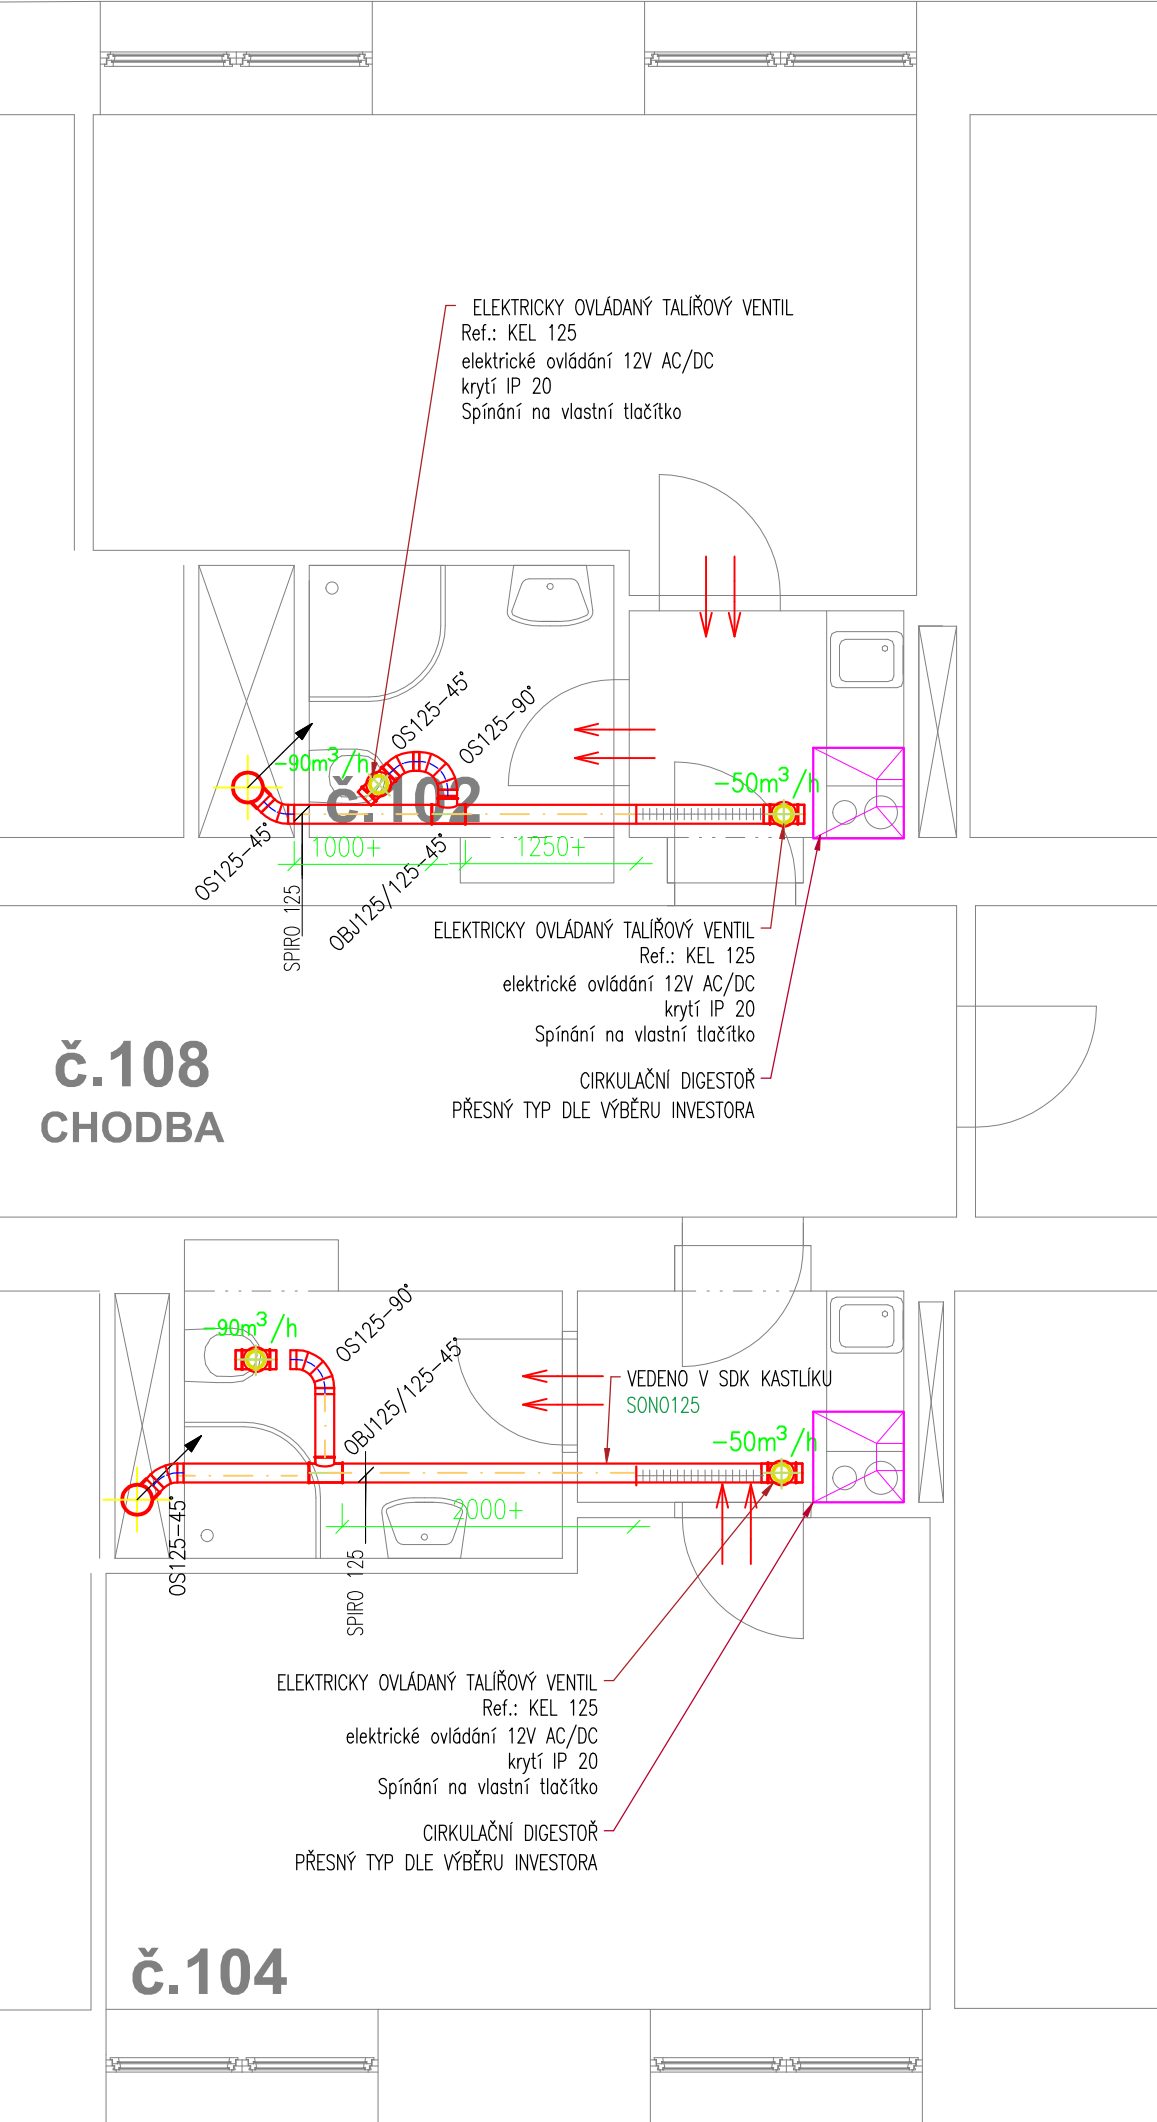 ELEKTRICKY OVLÁDANÝ TALÍŘOVÝ VENTIL
Ref.: KEL 125
elektrické ovládání 12V AC/DC
krytí IP 20
Spínání na vlastní tlačítko
OS125-45°
OS125-90°
-90m³/h
č.102
-50m³/h
OS125-45°
1000+
1250+
OBJ125/125-45°
SPIRO 125
ELEKTRICKY OVLÁDANÝ TALÍŘOVÝ VENTIL
Ref.: KEL 125
elektrické ovládání 12V AC/DC
krytí IP 20
Spínání na vlastní tlačítko
CIRKULAČNÍ DIGESTOŘ
PŘESNÝ TYP DLE VÝBĚRU INVESTORA
č.108
CHODBA
-90m³/h
OS125-90°
OBJ125/125-45°
VEDENO V SDK KASTLÍKU
SONO125
-50m³/h
OS125-45°
2000+
SPIRO 125
ELEKTRICKY OVLÁDANÝ TALÍŘOVÝ VENTIL
Ref.: KEL 125
elektrické ovládání 12V AC/DC
krytí IP 20
Spínání na vlastní tlačítko
CIRKULAČNÍ DIGESTOŘ
PŘESNÝ TYP DLE VÝBĚRU INVESTORA
č.104